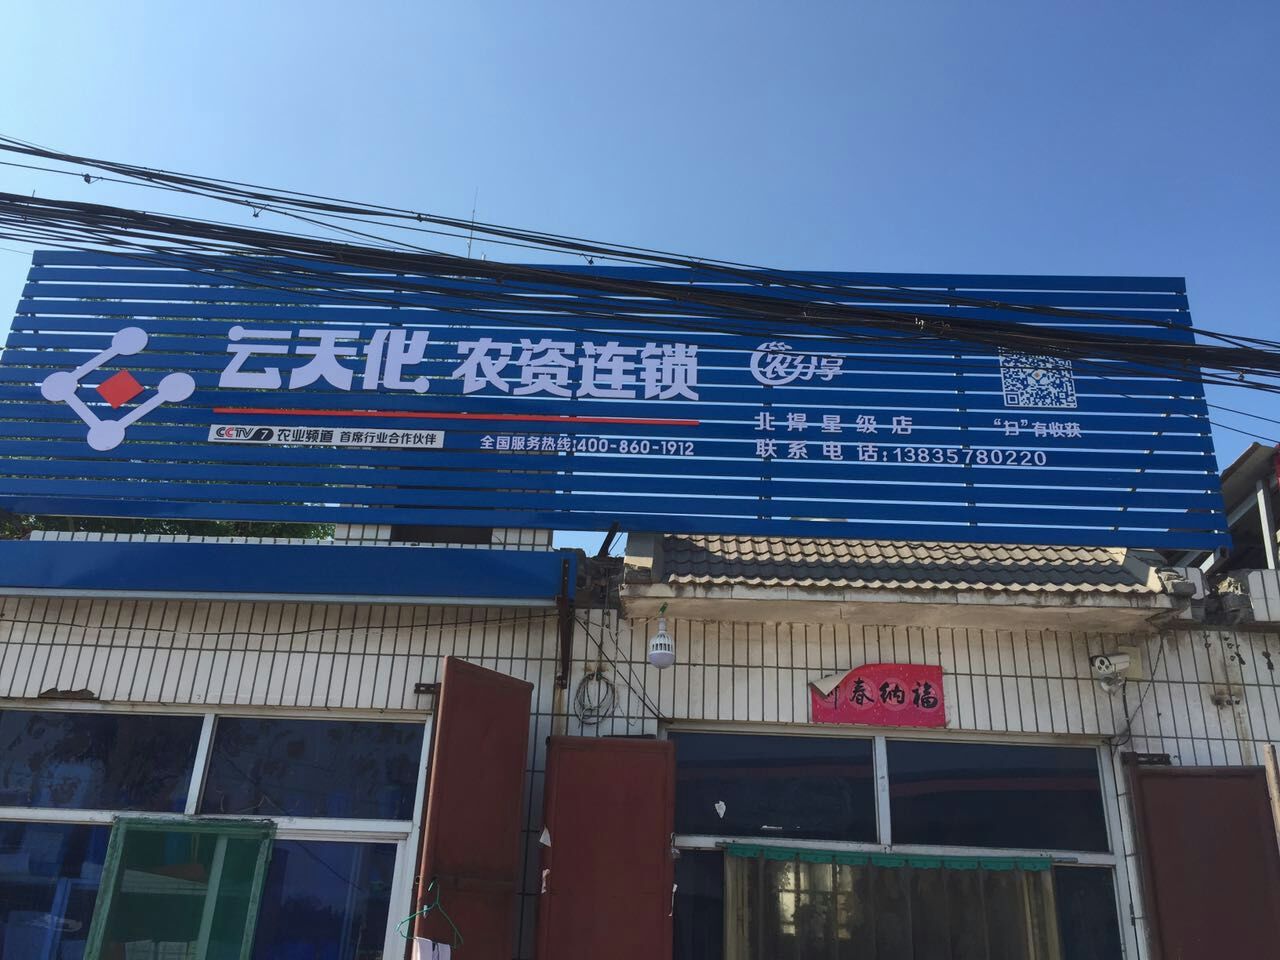 云天化 农资连锁
农分享
CCTV 7 农业频道 首席行业合作伙伴
全国服务热线:400-860-1912
北捍星级店
联系电话:13835780220
“扫”有收获
春纳福